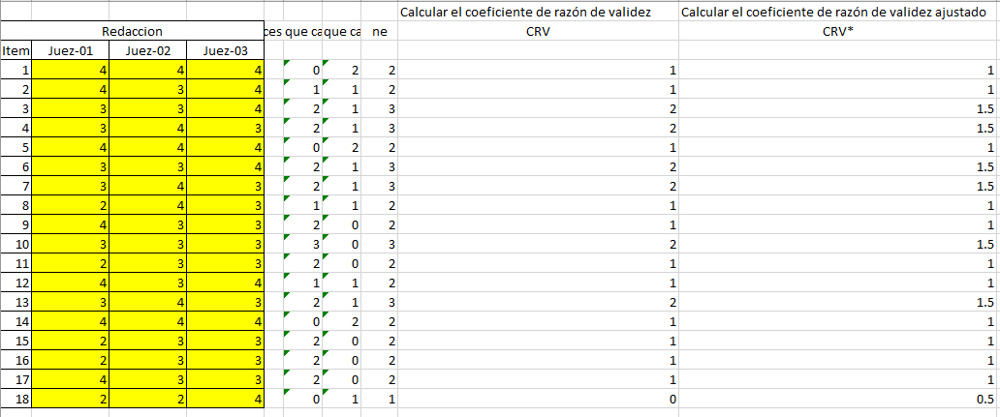 Calcular el coeficiente de razón de validez Calcular el coeficiente de razón de validez ajustado
Redaccion ces que ca que ca ne CRV CRV*
Item Juez-01 Juez-02 Juez-03
1 4 4 4 0 2 2 1 1
2 4 3 4 1 1 2 1 1
3 3 3 4 2 1 3 2 1.5
4 3 4 3 2 1 3 2 1.5
5 4 4 4 0 2 2 1 1
6 3 3 4 2 1 3 2 1.5
7 3 4 3 2 1 3 2 1.5
8 2 4 3 1 1 2 1 1
9 4 3 3 2 0 2 1 1
10 3 3 3 3 0 3 2 1.5
11 2 3 3 2 0 2 1 1
12 4 3 4 1 1 2 1 1
13 3 4 3 2 1 3 2 1.5
14 4 4 4 0 2 2 1 1
15 2 3 3 2 0 2 1 1
16 2 3 3 2 0 2 1 1
17 4 3 3 2 0 2 1 1
18 2 2 4 0 1 1 0 0.5